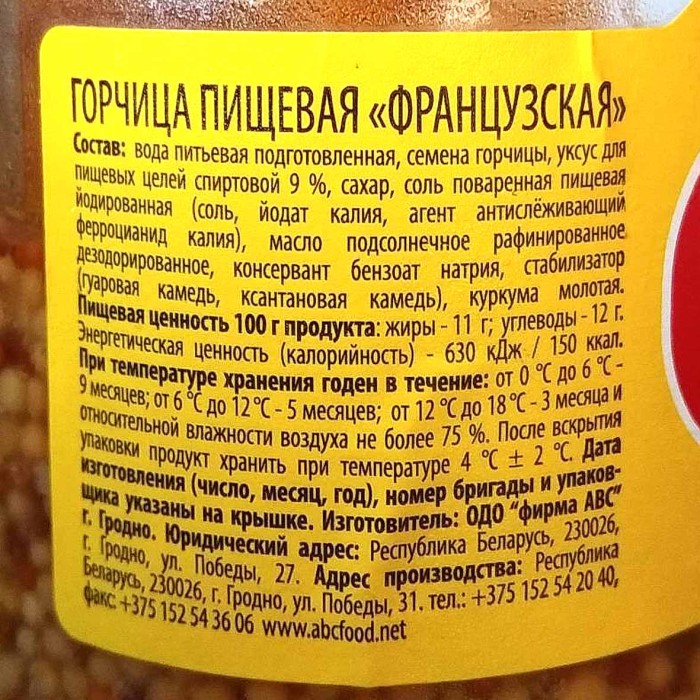 ГОРЧИЦА ПИЩЕВАЯ «ФРАНЦУЗСКАЯ»
Состав: вода питьевая подготовленная, семена горчицы, уксус для
пищевых целей спиртовой 9 %, сахар, соль поваренная пищевая
йодированная (соль, йодат калия, агент антислёживающий
ферроцианид калия), масло подсолнечное рафинированное
дезодорированное, консервант бензоат натрия, стабилизатор
(гуаровая камедь, ксантановая камедь), куркума молотая.
Пищевая ценность 100 г продукта: жиры - 11 г; углеводы - 12 г.
Энергетическая ценность (калорийность) - 630 кДж / 150 ккал.
При температуре хранения годен в течение: от 0 °С до 6 °С -
9 месяцев; от 6 °С до 12 °С - 5 месяцев; от 12 °С до 18 °С - 3 месяца и
относительной влажности воздуха не более 75 %. После вскрытия
упаковки продукт хранить при температуре 4 °С ± 2 °С. Дата
изготовления (число, месяц, год), номер бригады и упаков-
щика указаны на крышке. Изготовитель: ОДО "фирма АВС"
г. Гродно. Юридический адрес: Республика Беларусь, 230026,
г. Гродно, ул. Победы, 27. Адрес производства: Республика
Беларусь, 230026, г. Гродно, ул. Победы, 31. тел.: +375 152 54 20 40,
факс +375 152 54 36 06 www.abcfood.net